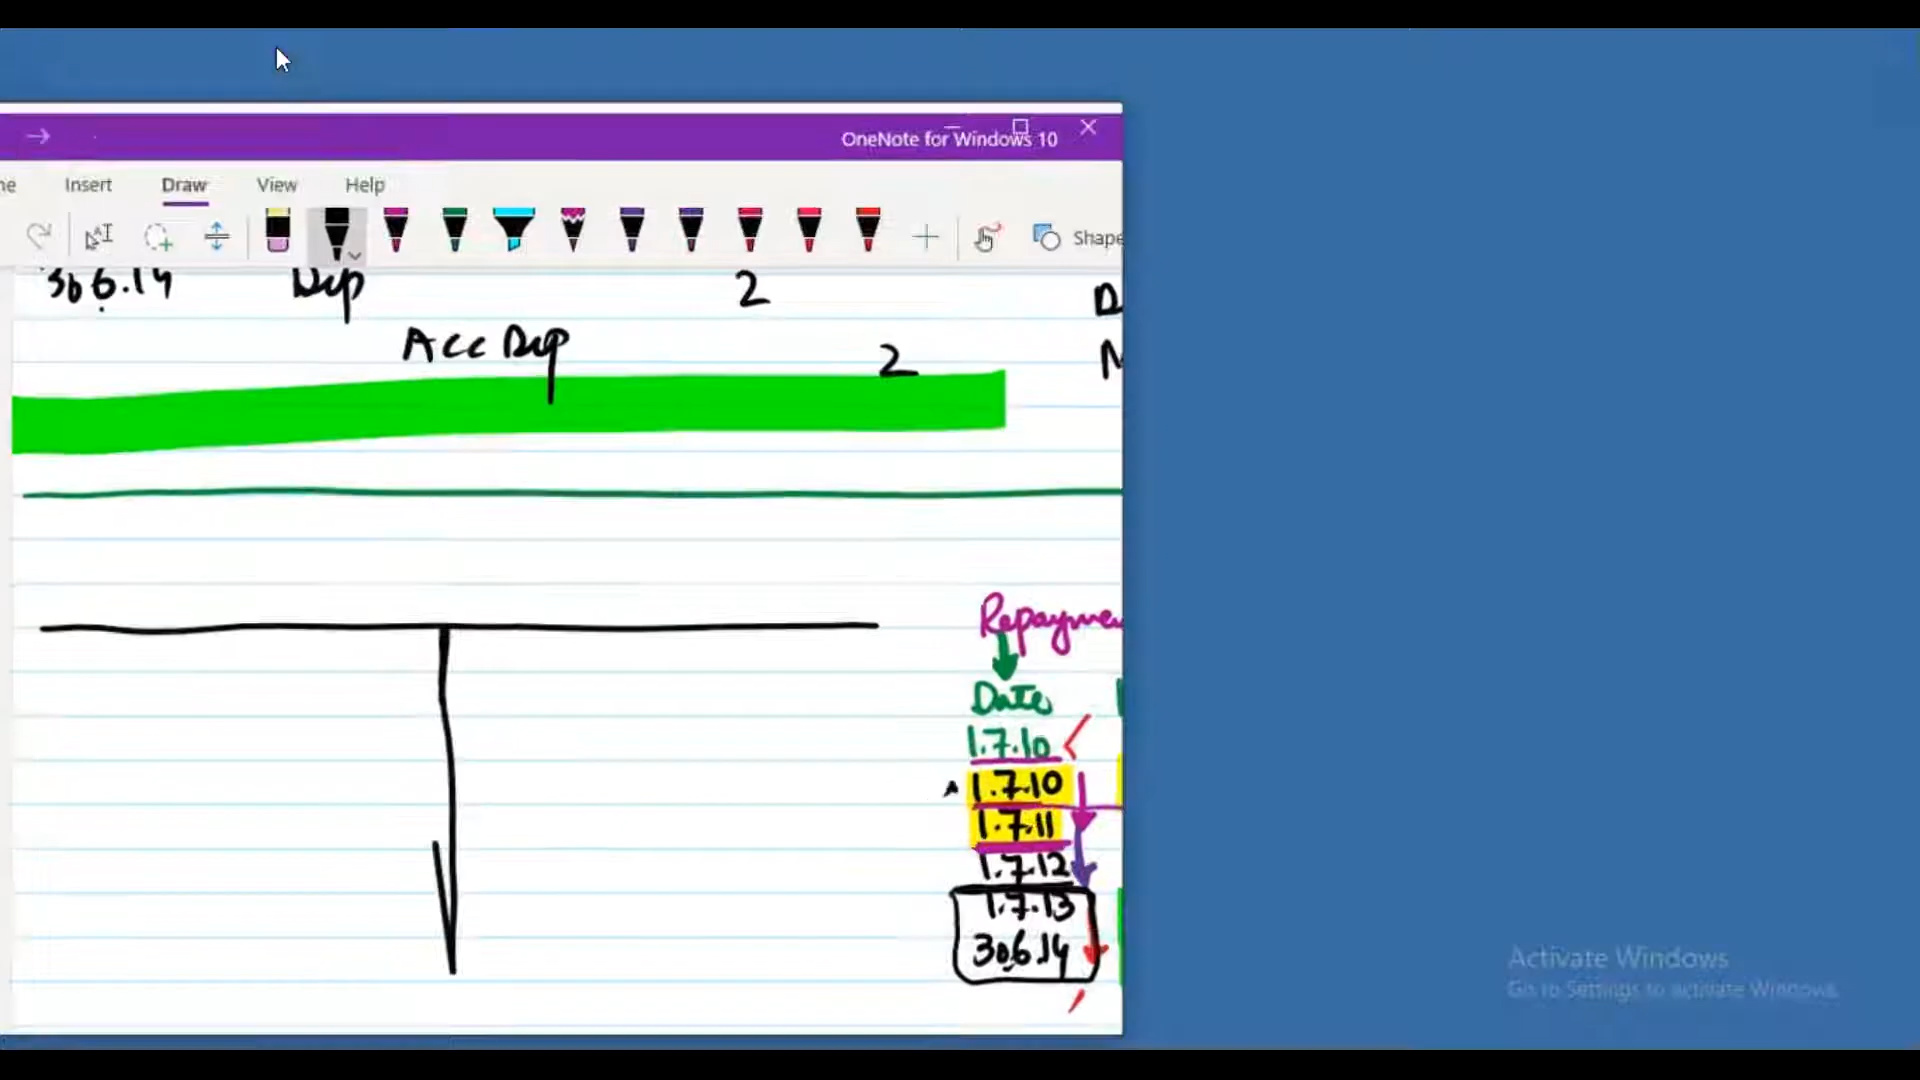 OneNote for Windows 10
Insert Draw View Help
Shape
30.6.14 Dep 2
Acc Dep
2
Repaymen
Date
1.7.10
1.7.10
1.7.11
1.7.12
1.7.13
30.6.14
Activate Windows
Go to Settings to activate Windows.